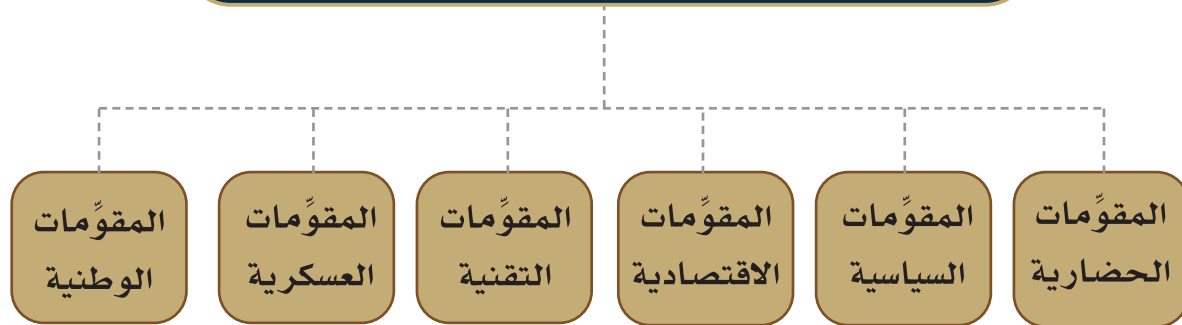 المقوِّمات
الحضارية
المقوِّمات
السياسية
المقوِّمات
الاقتصادية
المقوِّمات
التقنية
المقوِّمات
العسكرية
المقوِّمات
الوطنية